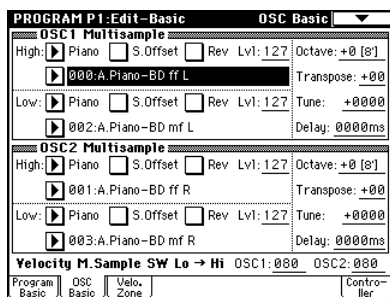 PROGRAM P1:Edit-Basic OSC Basic
OSC1 Multisample
High: Piano S.Offset Rev Lvl:127 Octave:+0 [8']
000:A.Piano-BD ff L Transpose:+00
Low: Piano S.Offset Rev Lvl:127 Tune: +0000
002:A.Piano-BD mf L Delay:0000ms
OSC2 Multisample
High: Piano S.Offset Rev Lvl:127 Octave:+0 [8']
001:A.Piano-BD ff R Transpose:+00
Low: Piano S.Offset Rev Lvl:127 Tune: +0000
003:A.Piano-BD mf R Delay:0000ms
Velocity M.Sample SW Lo → Hi OSC1:080 OSC2:080
Program Basic OSC Basic Velo. Zone Contro- ller